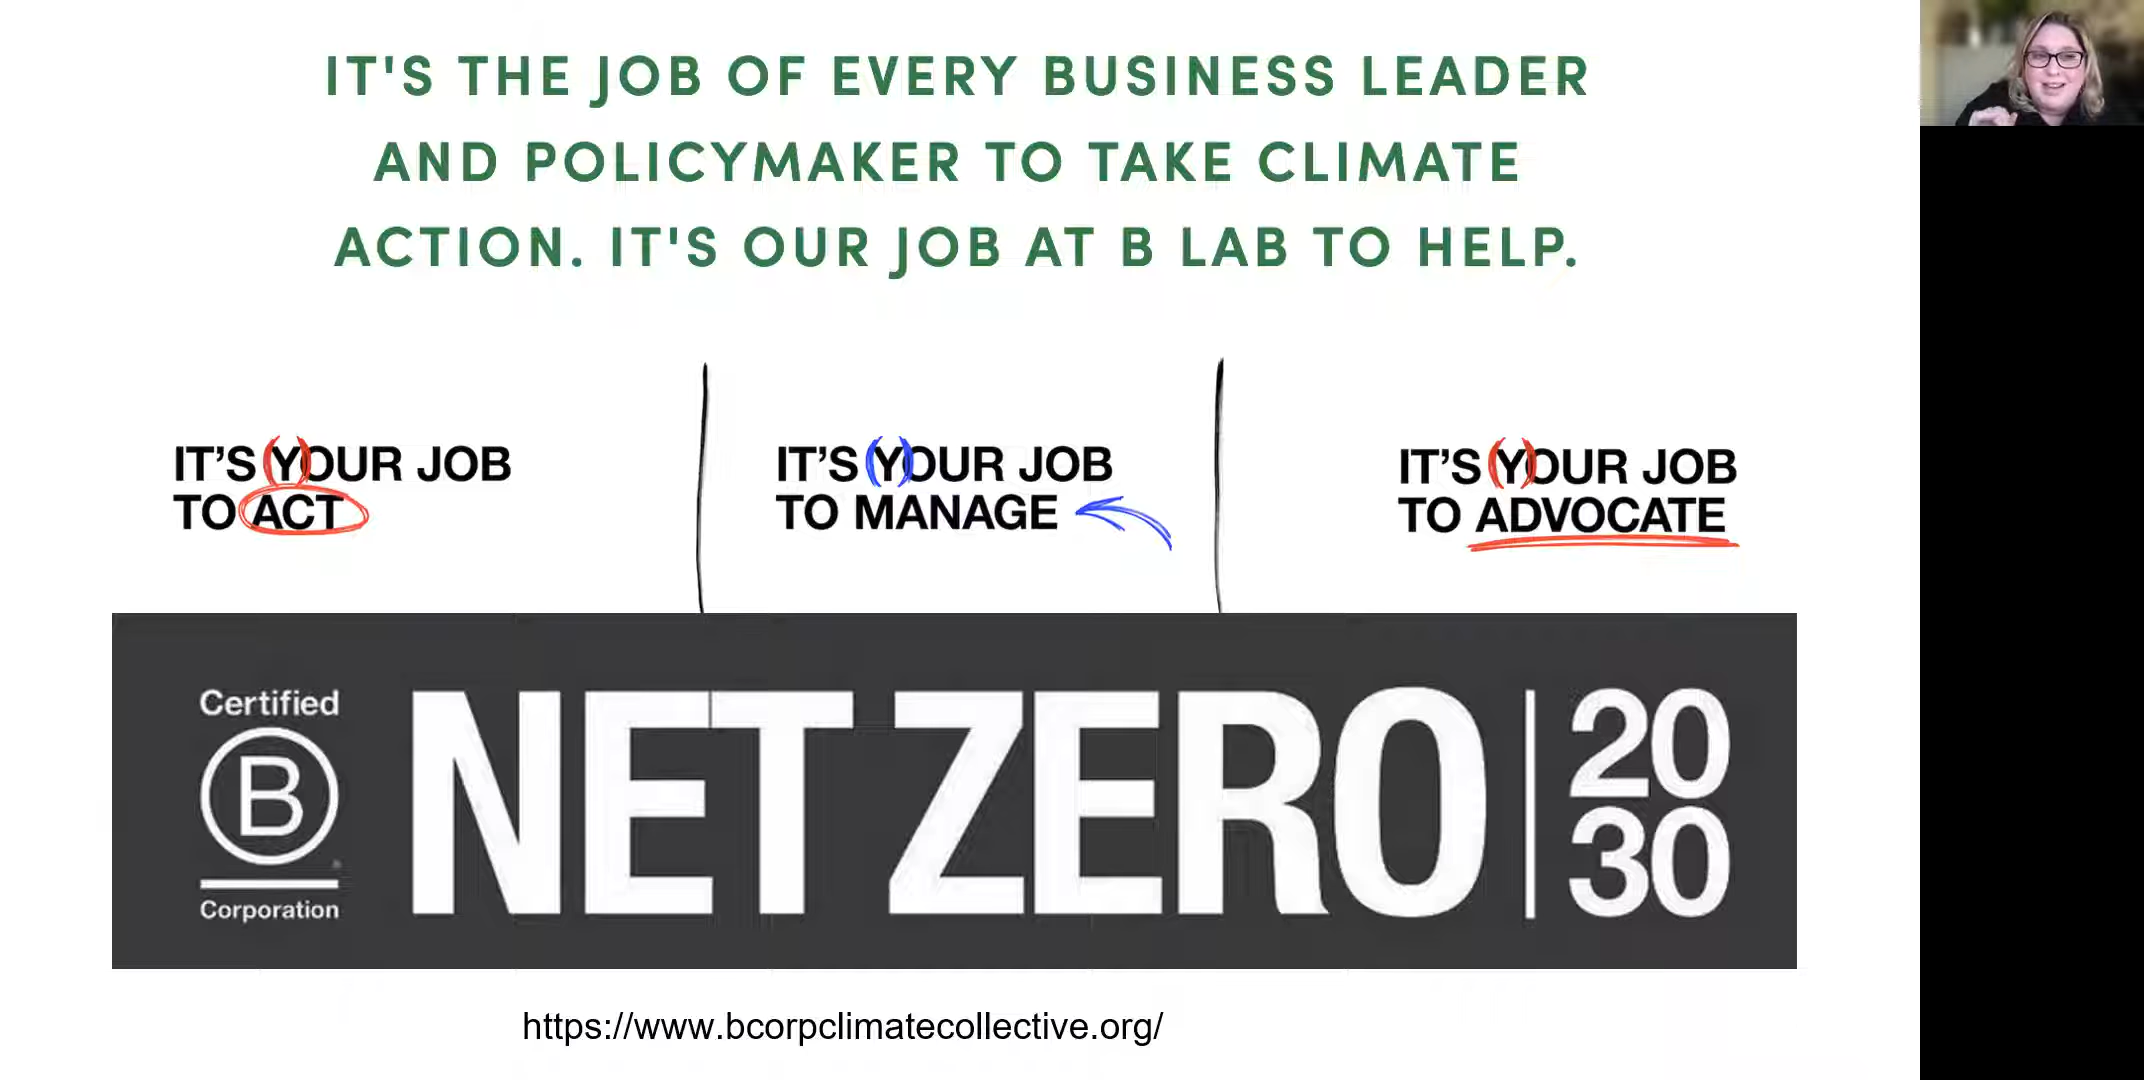 IT'S THE JOB OF EVERY BUSINESS LEADER
AND POLICYMAKER TO TAKE CLIMATE
ACTION. IT'S OUR JOB AT B LAB TO HELP.
IT'S (Y)OUR JOB
TO ACT
IT'S (Y)OUR JOB
TO MANAGE
IT'S (Y)OUR JOB
TO ADVOCATE
Certified
B
Corporation
NET ZERO
20
30
https://www.bcorpclimatecollective.org/